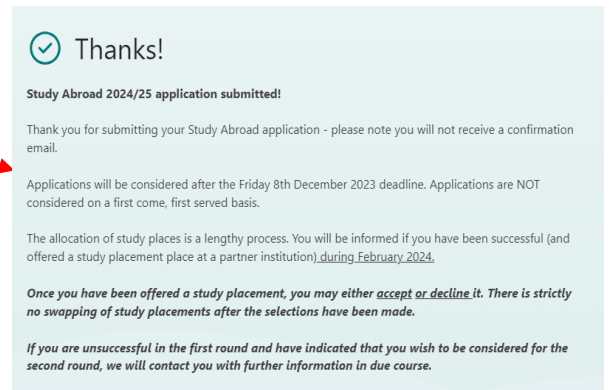 Thanks!
Study Abroad 2024/25 application submitted!
Thank you for submitting your Study Abroad application - please note you will not receive a confirmation
email.
Applications will be considered after the Friday 8th December 2023 deadline. Applications are NOT
considered on a first come, first served basis.
The allocation of study places is a lengthy process. You will be informed if you have been successful (and
offered a study placement place at a partner institution) during February 2024.
Once you have been offered a study placement, you may either accept or decline it. There is strictly
no swapping of study placements after the selections have been made.
If you are unsuccessful in the first round and have indicated that you wish to be considered for the
second round, we will contact you with further information in due course.